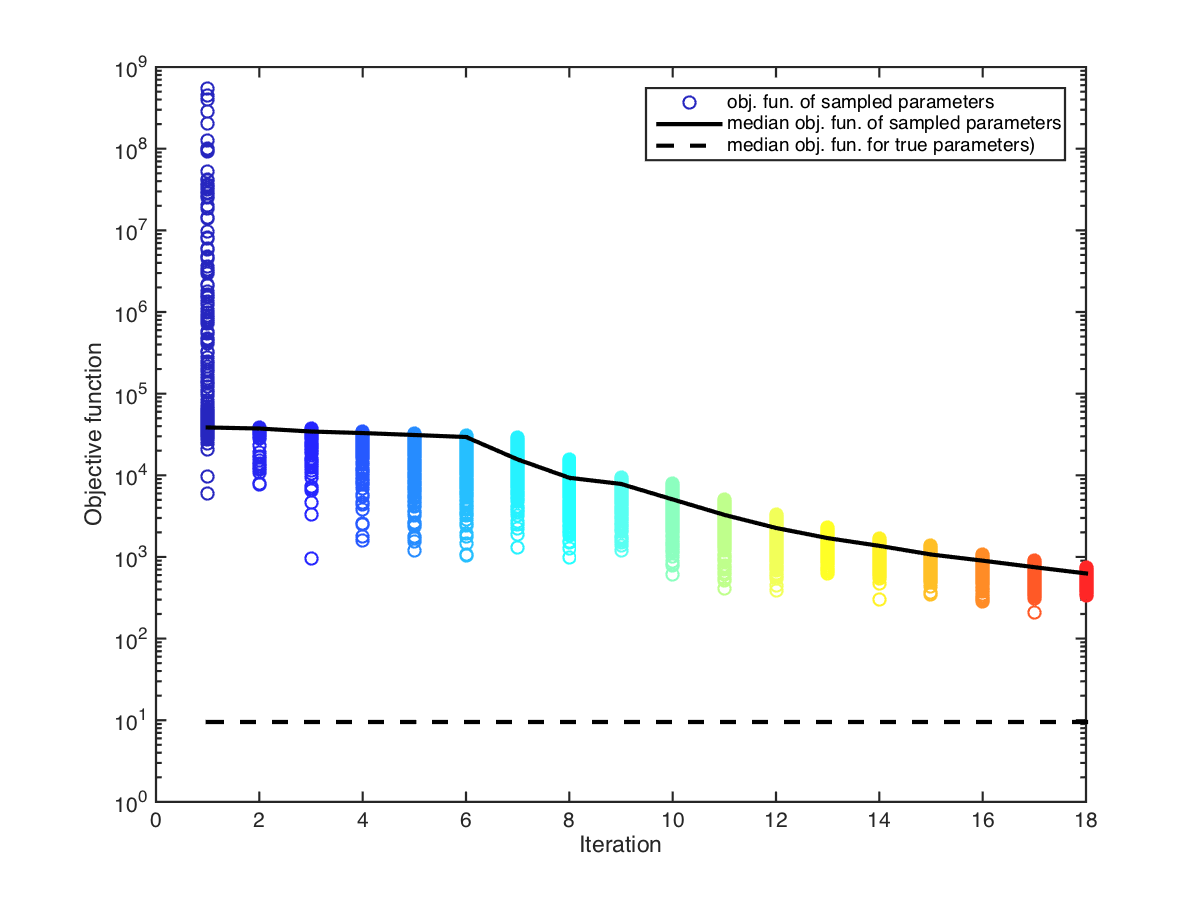 10^9
10^8
10^7
10^6
10^5
10^4
10^3
10^2
10^1
10^0
Objective function
obj. fun. of sampled parameters
median obj. fun. of sampled parameters
median obj. fun. for true parameters)
0 2 4 6 8 10 12 14 16 18
Iteration